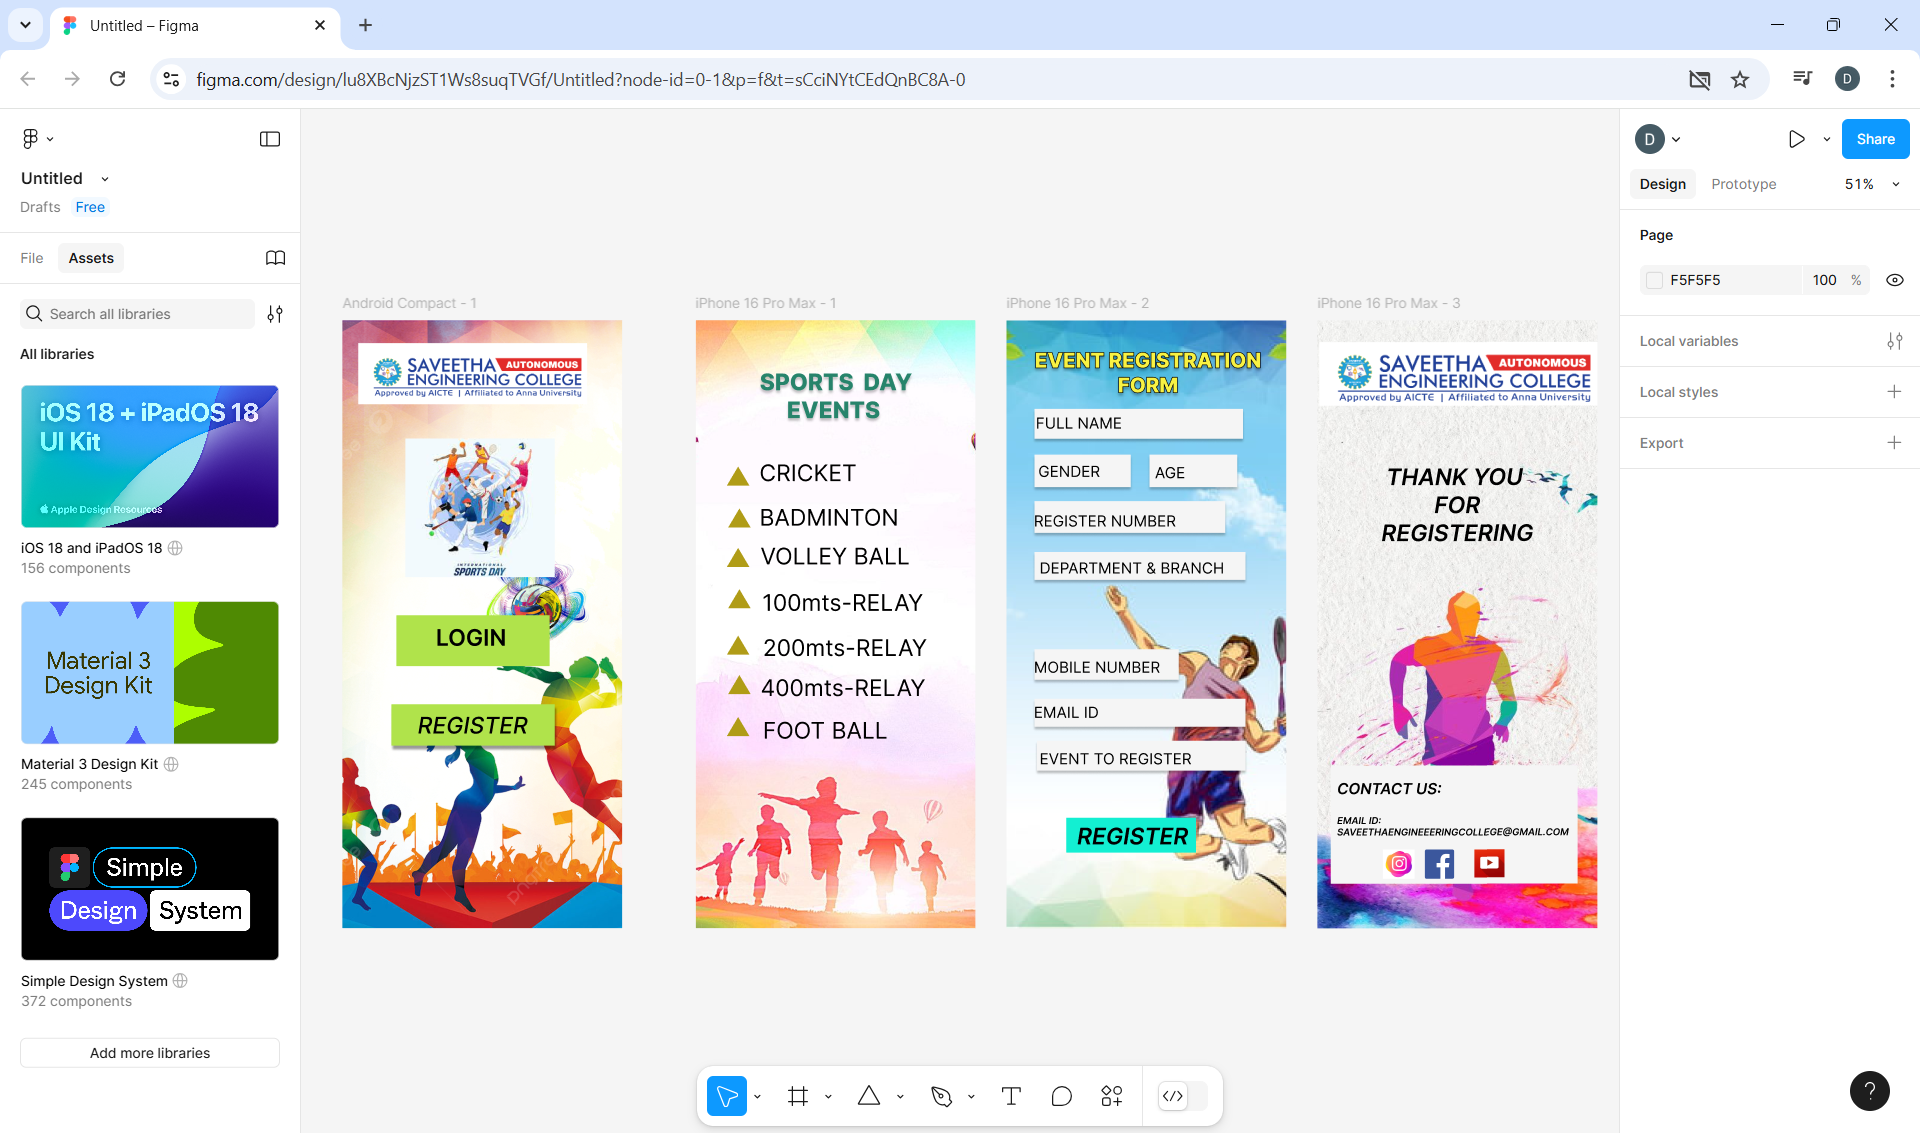 Untitled – Figma
figma.com/design/lu8XBcNjzST1Ws8suqTVGf/Untitled?node-id=0-1&p=f&t=sCciNYtCEdQnBC8A-0
D
Untitled
Drafts Free
File Assets
Search all libraries
All libraries
iOS 18 + iPadOS 18
UI Kit
Apple Design Resources
iOS 18 and iPadOS 18
156 components
Material 3
Design Kit
Material 3 Design Kit
245 components
Simple
Design System
Simple Design System
372 components
Add more libraries
Android Compact - 1
SAVEETHA AUTONOMOUS
ENGINEERING COLLEGE
Approved by AICTE | Affiliated to Anna University
INTERNATIONAL
SPORTS DAY
LOGIN
REGISTER
iPhone 16 Pro Max - 1
SPORTS DAY
EVENTS
CRICKET
BADMINTON
VOLLEY BALL
100mts-RELAY
200mts-RELAY
400mts-RELAY
FOOT BALL
iPhone 16 Pro Max - 2
EVENT REGISTRATION
FORM
FULL NAME
GENDER AGE
REGISTER NUMBER
DEPARTMENT & BRANCH
MOBILE NUMBER
EMAIL ID
EVENT TO REGISTER
REGISTER
iPhone 16 Pro Max - 3
SAVEETHA AUTONOMOUS
ENGINEERING COLLEGE
Approved by AICTE | Affiliated to Anna University
THANK YOU
FOR
REGISTERING
CONTACT US:
EMAIL ID:
SAVEETHAENGINEEERINGCOLLEGE@GMAIL.COM
D
Share
Design Prototype 51%
Page
F5F5F5 100 %
Local variables
Local styles
Export
?